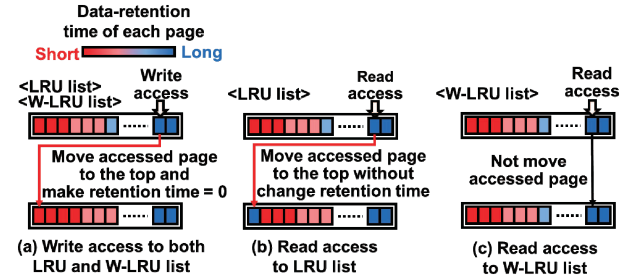 Data-retention
time of each page
Short Long
<LRU list>
<W-LRU list>
Write
access
Move accessed page
to the top and
make retention time = 0
(a) Write access to both
LRU and W-LRU list
<LRU list>
Read
access
Move accessed page
to the top without
change retention time
(b) Read access
to LRU list
<W-LRU list>
Read
access
Not move
accessed page
(c) Read access
to W-LRU list